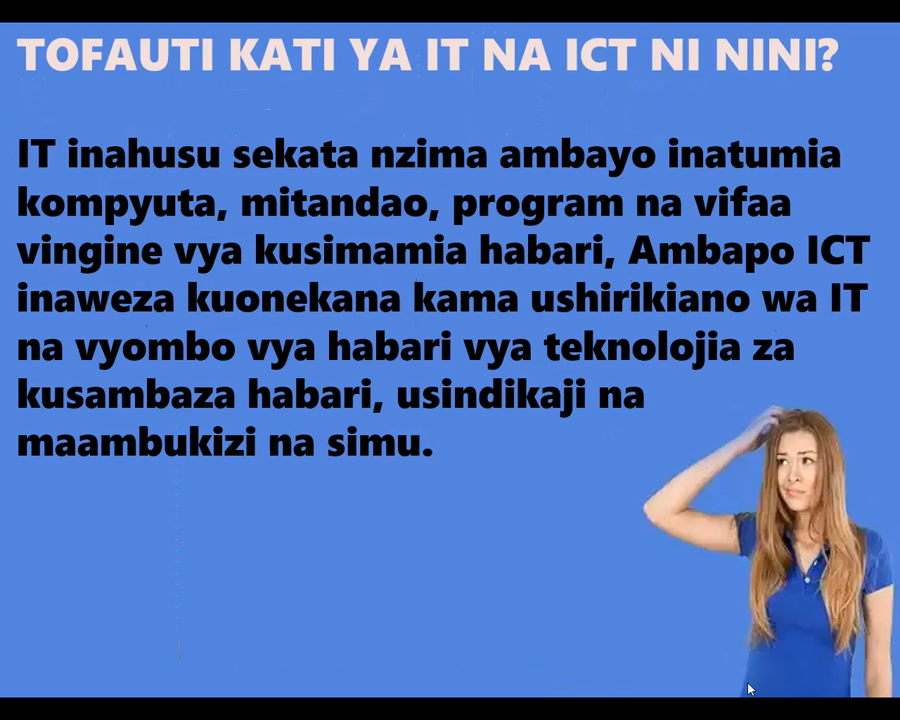 TOFAUTI KATI YA IT NA ICT NI NINI?
IT inahusu sekata nzima ambayo inatumia
kompyuta, mitandao, program na vifaa
vingine vya kusimamia habari, Ambapo ICT
inaweza kuonekana kama ushirikiano wa IT
na vyombo vya habari vya teknolojia za
kusambaza habari, usindikaji na
maambukizi na simu.